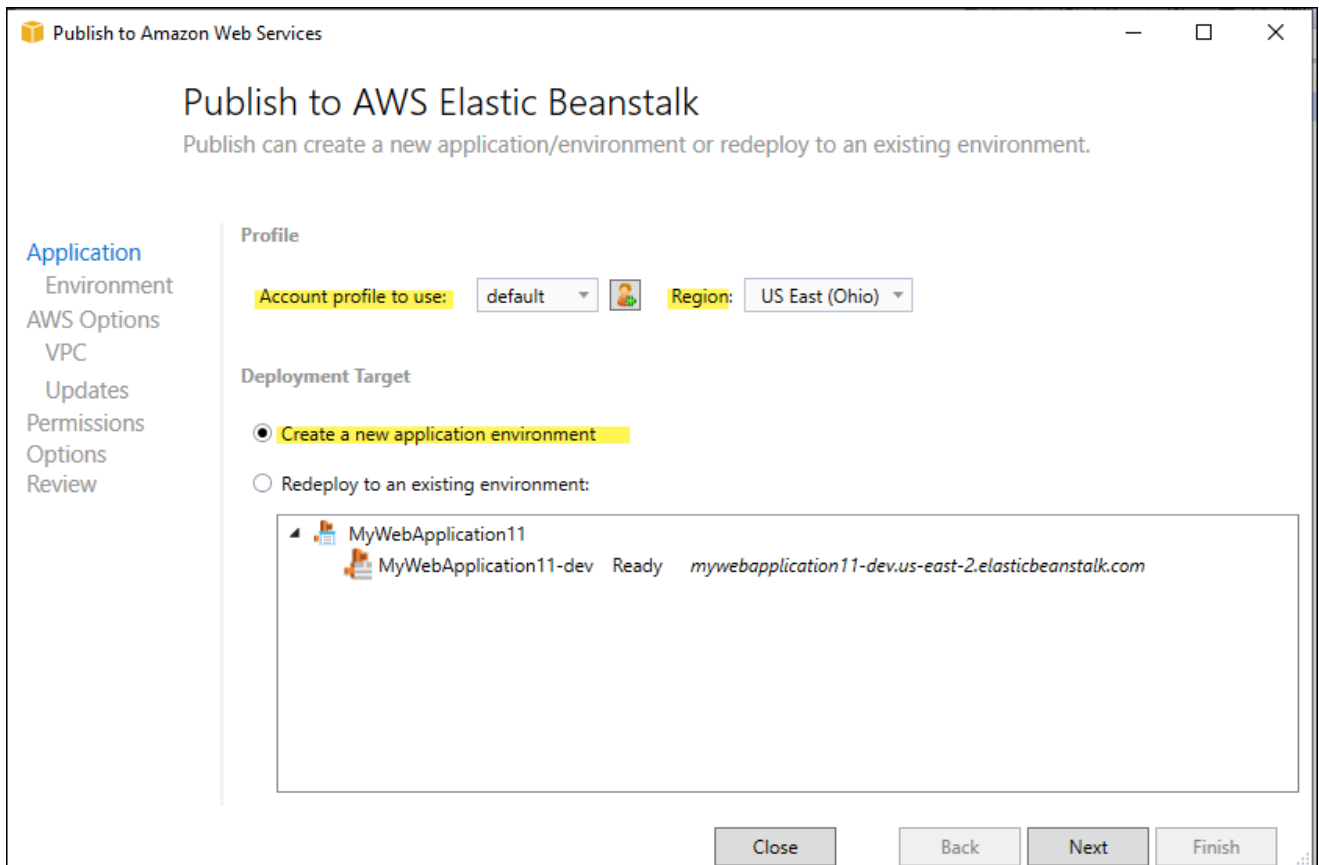 Publish to Amazon Web Services
Publish to AWS Elastic Beanstalk
Publish can create a new application/environment or redeploy to an existing environment.
Application
Environment
AWS Options
VPC
Updates
Permissions
Options
Review
Profile
Account profile to use: default Region: US East (Ohio)
Deployment Target
Create a new application environment
Redeploy to an existing environment:
MyWebApplication11
MyWebApplication11-dev Ready mywebapplication11-dev.us-east-2.elasticbeanstalk.com
Close Back Next Finish